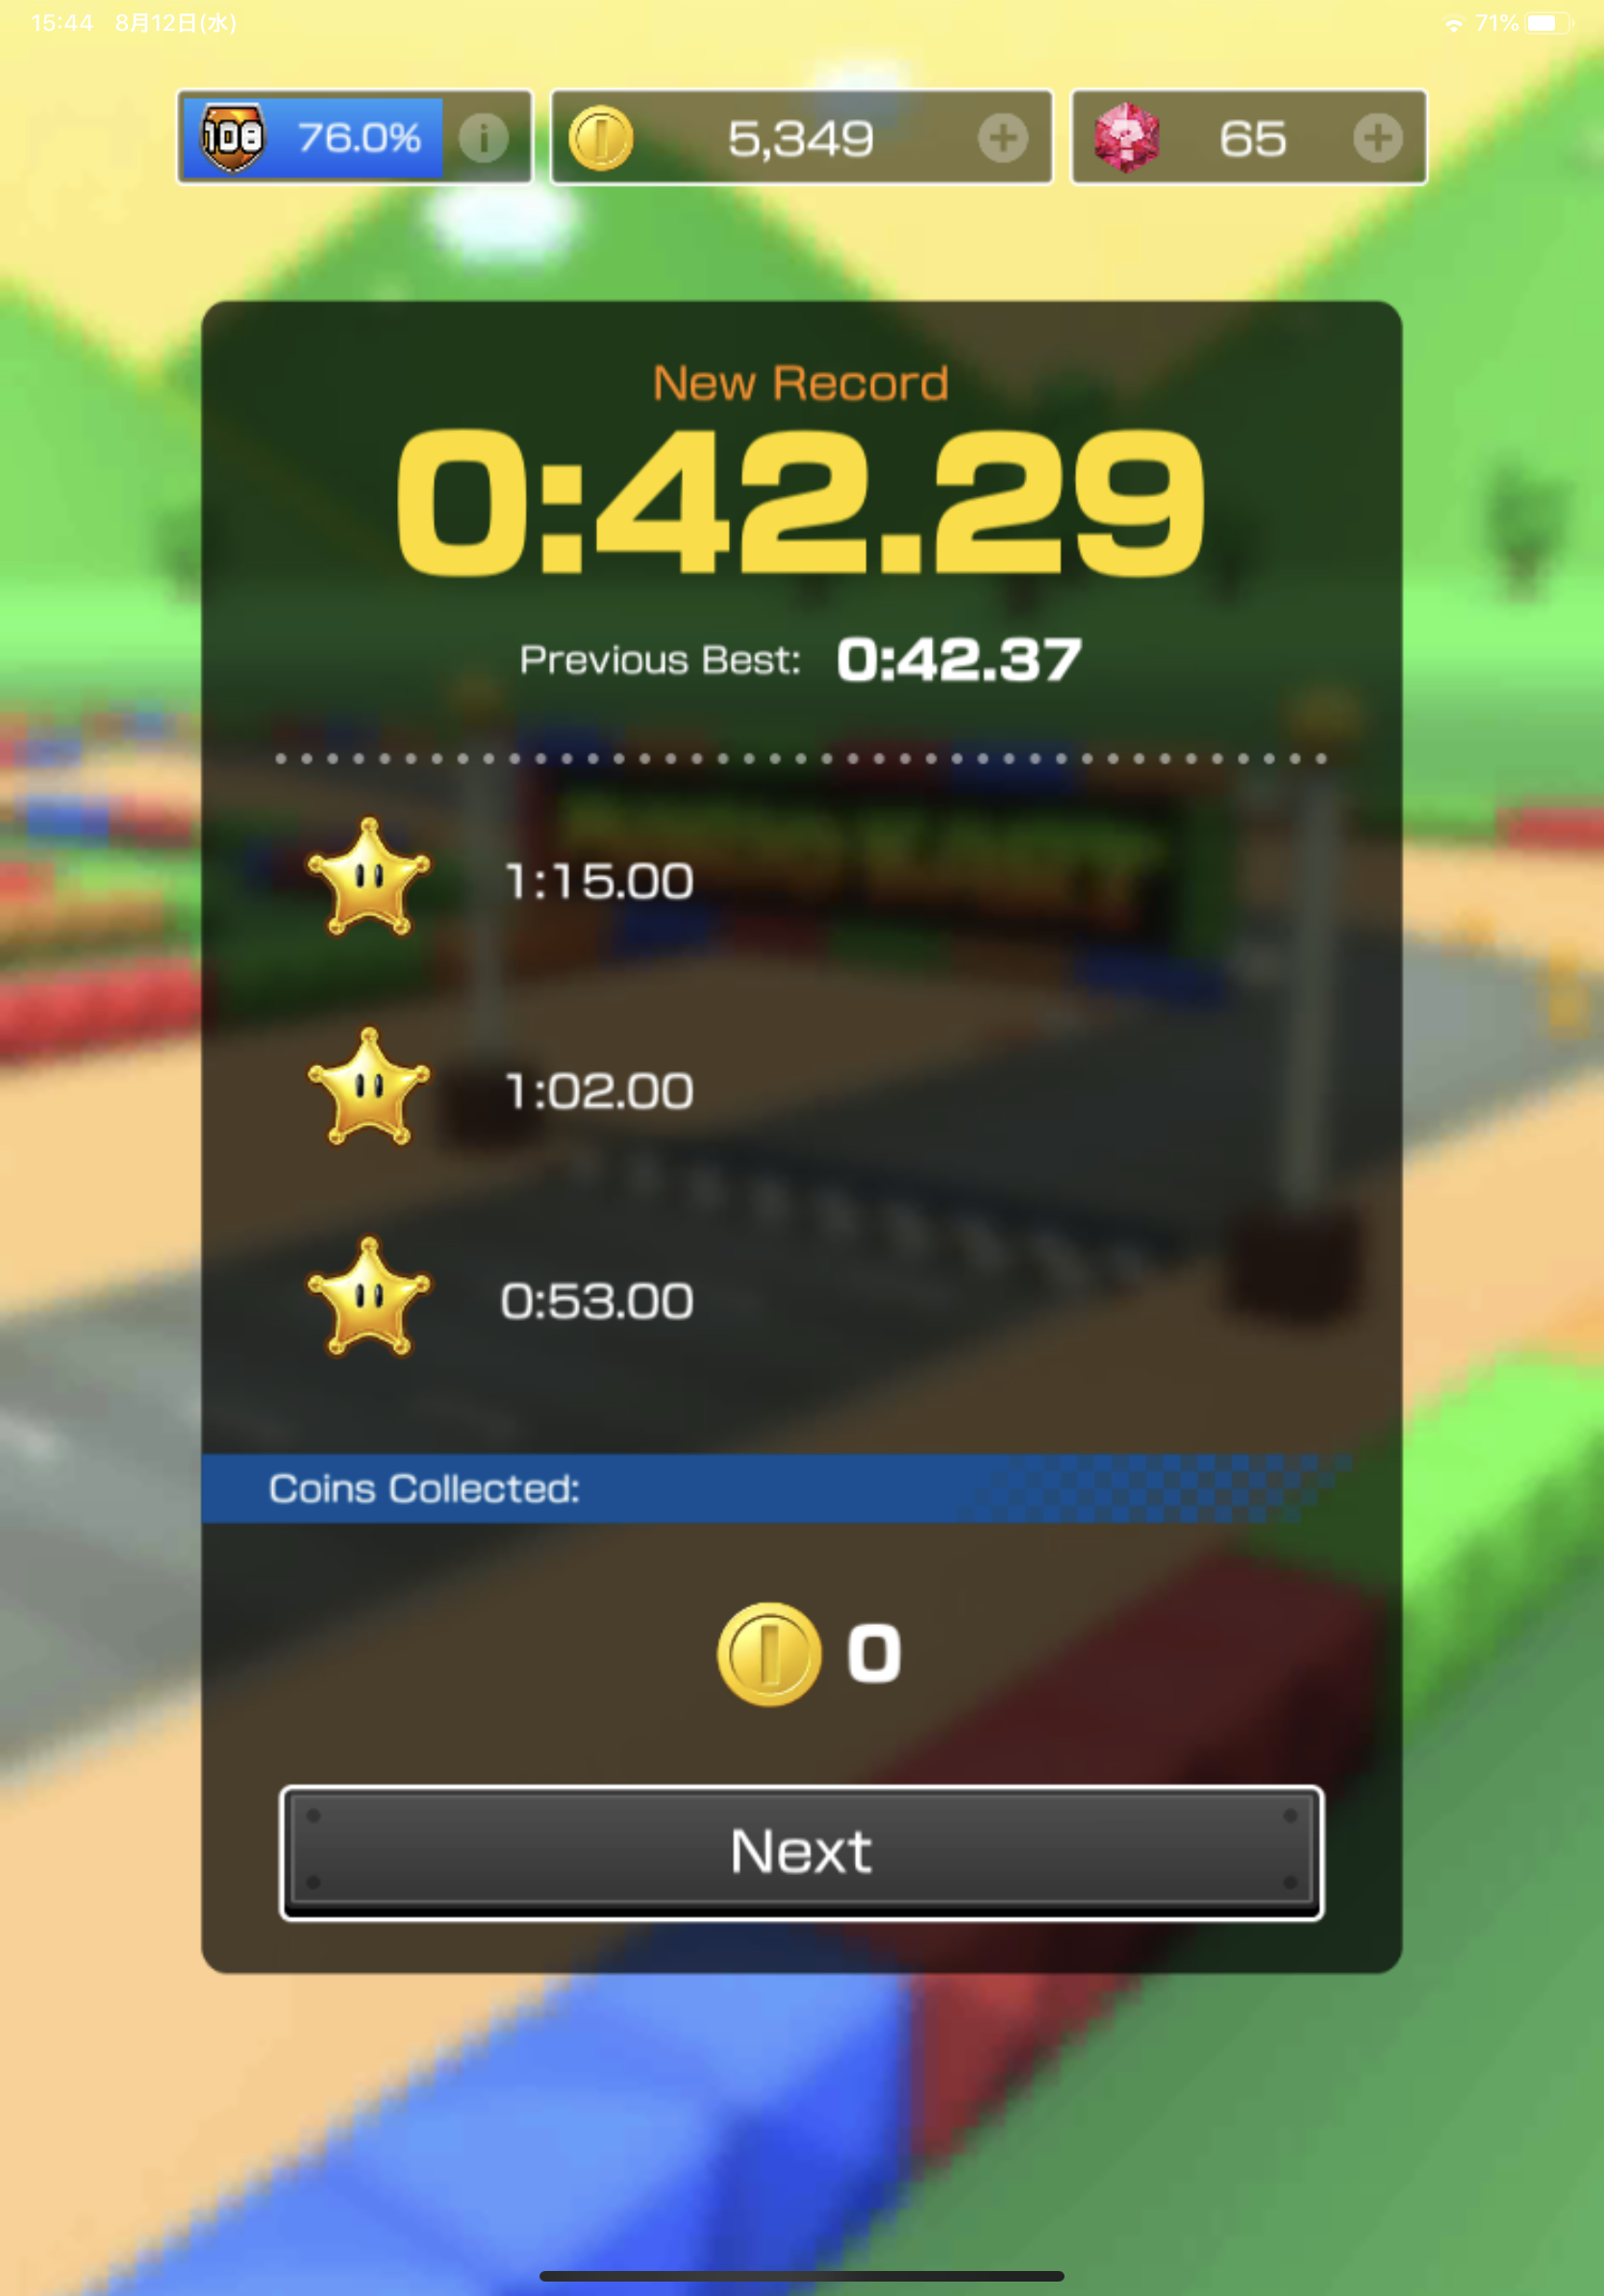 15:44 8月12日(水) 71%
108 76.0% 5,349 65
New Record
0:42.29
Previous Best: 0:42.37
1:15.00
1:02.00
0:53.00
Coins Collected:
0
Next